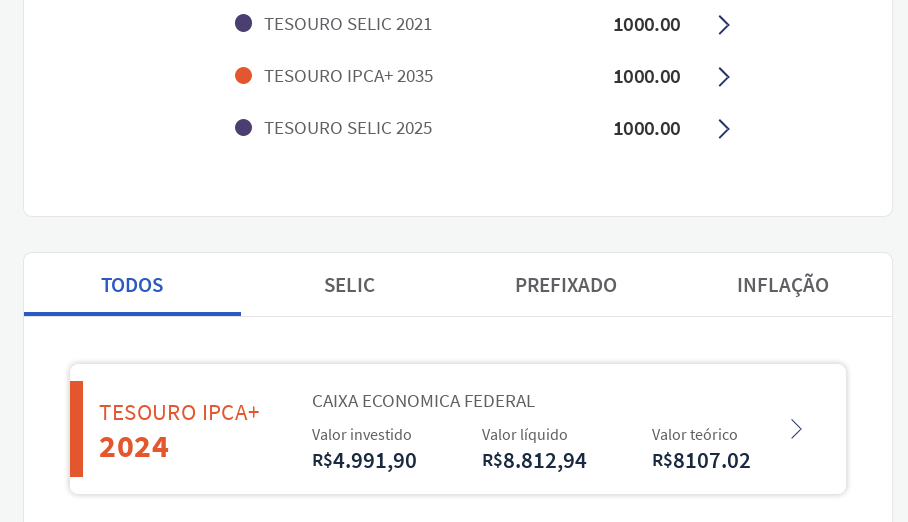 TESOURO SELIC 2021 1000.00
TESOURO IPCA+ 2035 1000.00
TESOURO SELIC 2025 1000.00
TODOS SELIC PREFIXADO INFLAÇÃO
TESOURO IPCA+
2024
CAIXA ECONOMICA FEDERAL
Valor investido Valor líquido Valor teórico
R$4.991,90 R$8.812,94 R$8107.02